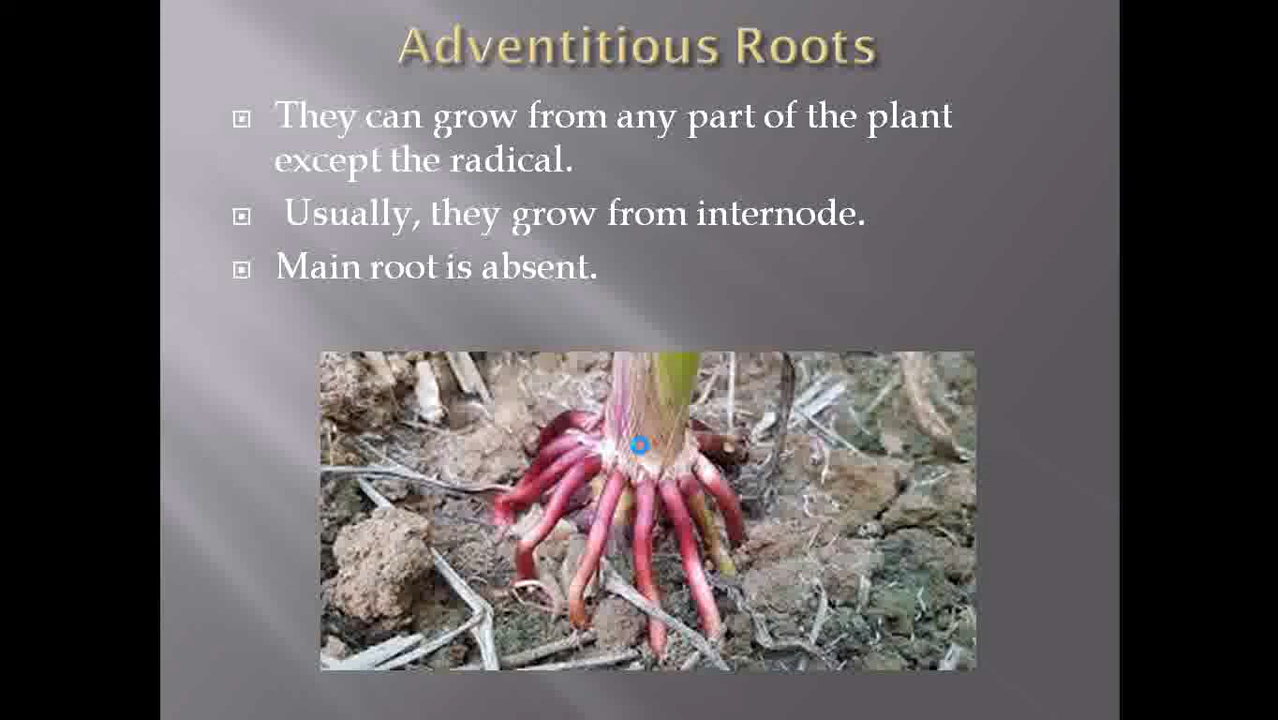 Adventitious Roots
They can grow from any part of the plant
except the radical.
Usually, they grow from internode.
Main root is absent.